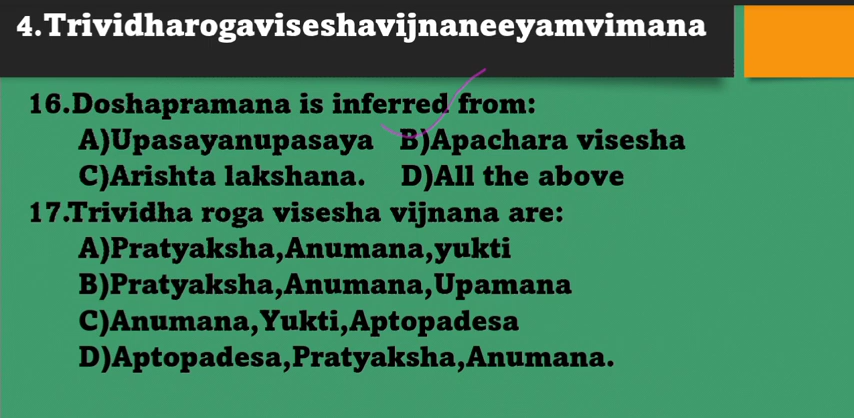 4.Trividharogaviseshavijnaneeyamvimana
16.Doshapramana is inferred from:
A)Upasayanupasaya B)Apachara visesha
C)Arishta lakshana. D)All the above
17.Trividha roga visesha vijnana are:
A)Pratyaksha,Anumana,yukti
B)Pratyaksha,Anumana,Upamana
C)Anumana,Yukti,Aptopadesa
D)Aptopadesa,Pratyaksha,Anumana.